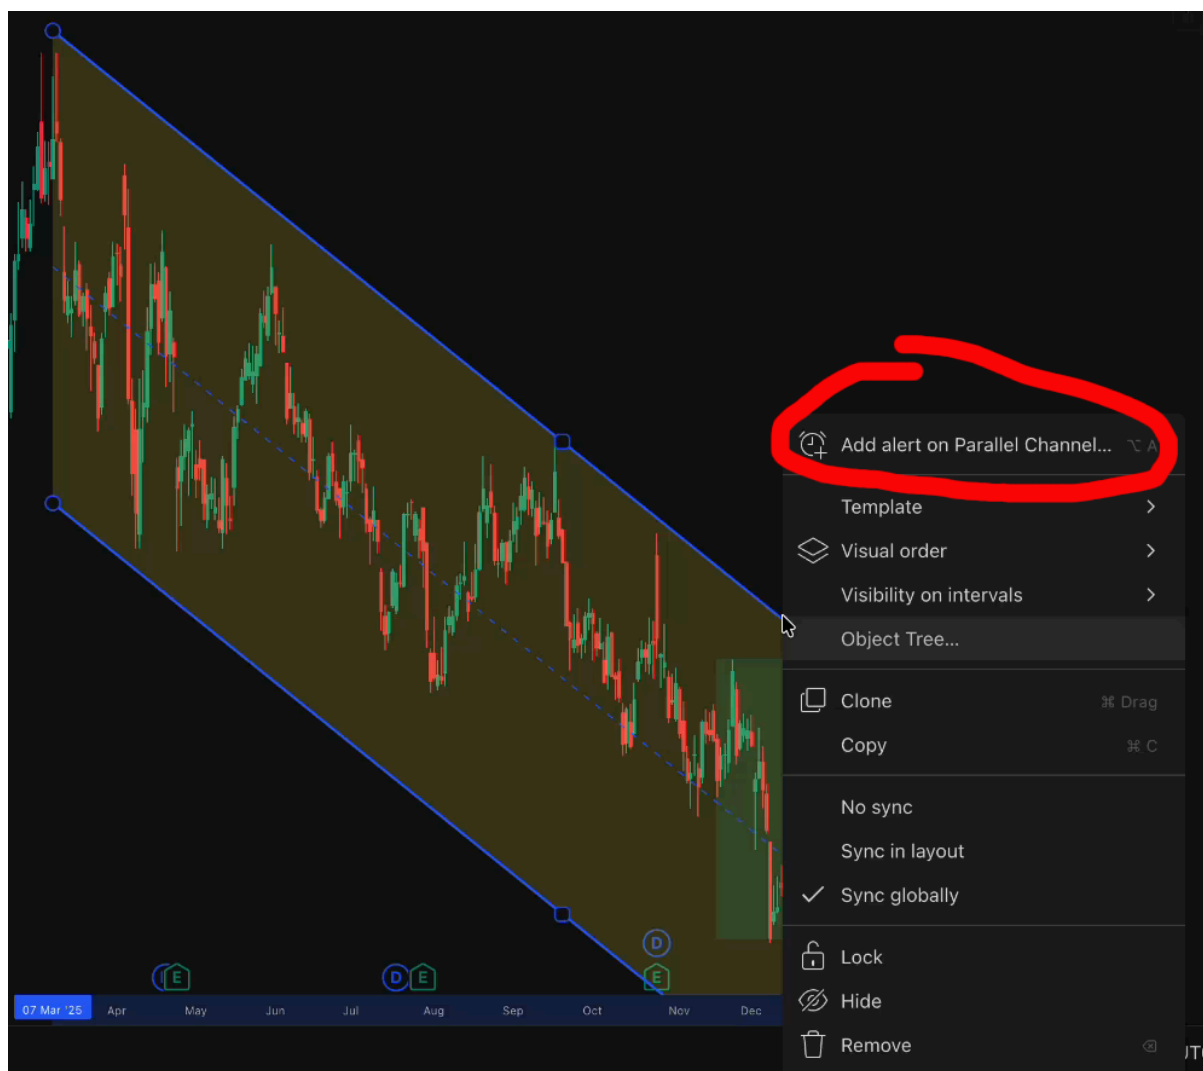 Add alert on Parallel Channel... ⌥ A
Template
Visual order
Visibility on intervals
Object Tree...
Clone ⌘ Drag
Copy ⌘ C
No sync
Sync in layout
Sync globally
D
E D E E
Lock
07 Mar '25 Apr May Jun Jul Aug Sep Oct Nov Dec
Hide
Remove